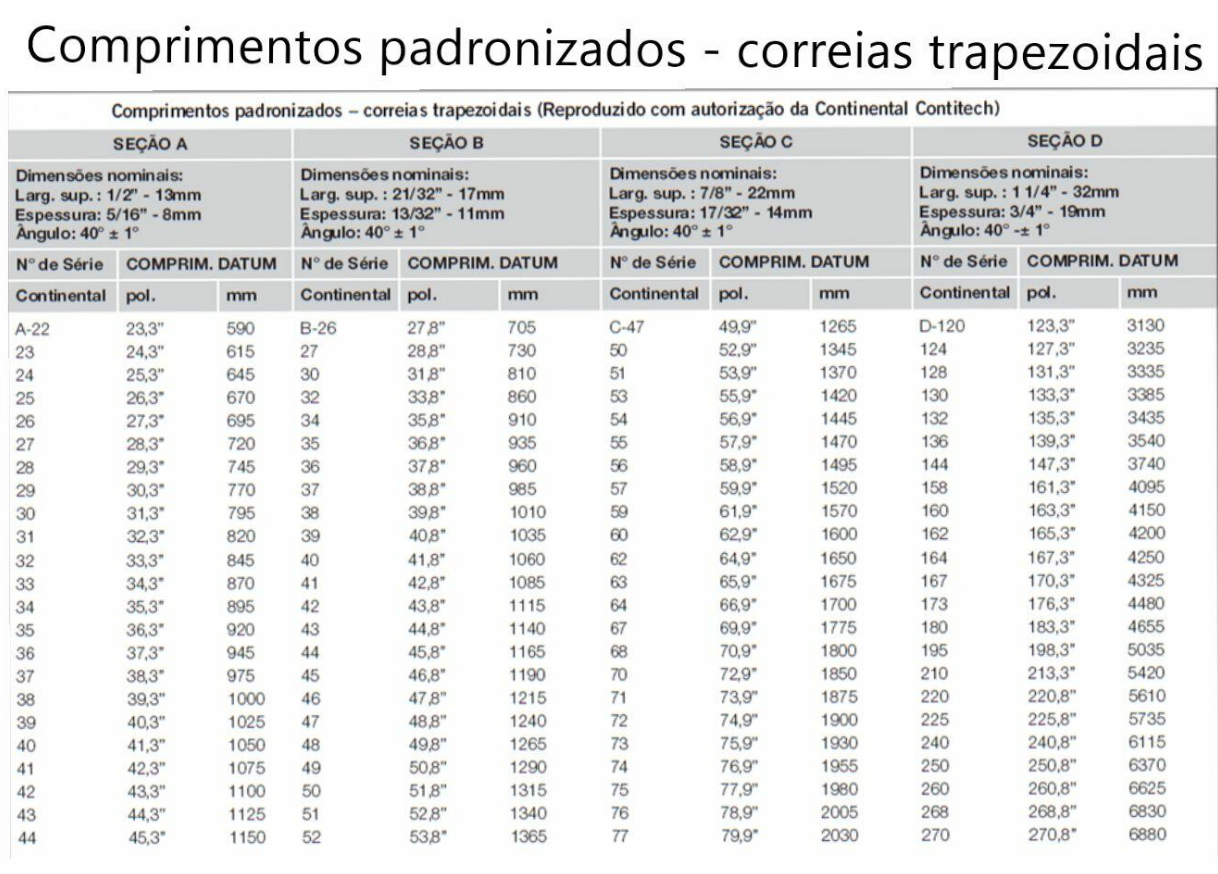 Comprimentos padronizados - correias trapezoidais
Comprimentos padronizados – correias trapezoidais (Reproduzido com autorização da Continental Contitech)
SEÇÃO A SEÇÃO B SEÇÃO C SEÇÃO D
Dimensões nominais: Dimensões nominais: Dimensões nominais: Dimensões nominais:
Larg. sup. : 1/2” - 13mm Larg. sup. : 21/32” - 17mm Larg. sup. : 7/8” - 22mm Larg. sup. : 1 1/4” - 32mm
Espessura: 5/16” - 8mm Espessura: 13/32” - 11mm Espessura: 17/32” - 14mm Espessura: 3/4” - 19mm
Ângulo: 40° ± 1° Ângulo: 40° ± 1° Ângulo: 40° ± 1° Ângulo: 40° -± 1°
N° de Série COMPRIM. DATUM N° de Série COMPRIM. DATUM N° de Série COMPRIM. DATUM N° de Série COMPRIM. DATUM
Continental pol. mm Continental pol. mm Continental pol. mm Continental pol. mm
A-22 23,3” 590 B-26 27,8” 705 C-47 49,9” 1265 D-120 123,3” 3130
23 24,3” 615 27 28,8” 730 50 52,9” 1345 124 127,3” 3235
24 25,3” 645 30 31,8” 810 51 53,9” 1370 128 131,3” 3335
25 26,3” 670 32 33,8” 860 53 55,9” 1420 130 133,3” 3385
26 27,3” 695 34 35,8” 910 54 56,9” 1445 132 135,3” 3435
27 28,3” 720 35 36,8” 935 55 57,9” 1470 136 139,3” 3540
28 29,3” 745 36 37,8” 960 56 58,9” 1495 144 147,3” 3740
29 30,3” 770 37 38,8” 985 57 59,9” 1520 158 161,3” 4095
30 31,3” 795 38 39,8” 1010 59 61,9” 1570 160 163,3” 4150
31 32,3” 820 39 40,8” 1035 60 62,9” 1600 162 165,3” 4200
32 33,3” 845 40 41,8” 1060 62 64,9” 1650 164 167,3” 4250
33 34,3” 870 41 42,8” 1085 63 65,9” 1675 167 170,3” 4325
34 35,3” 895 42 43,8” 1115 64 66,9” 1700 173 176,3” 4480
35 36,3” 920 43 44,8” 1140 67 69,9” 1775 180 183,3” 4655
36 37,3” 945 44 45,8” 1165 68 70,9” 1800 195 198,3” 5035
37 38,3” 975 45 46,8” 1190 70 72,9” 1850 210 213,3” 5420
38 39,3” 1000 46 47,8” 1215 71 73,9” 1875 220 220,8” 5610
39 40,3” 1025 47 48,8” 1240 72 74,9” 1900 225 225,8” 5735
40 41,3” 1050 48 49,8” 1265 73 75,9” 1930 240 240,8” 6115
41 42,3” 1075 49 50,8” 1290 74 76,9” 1955 250 250,8” 6370
42 43,3” 1100 50 51,8” 1315 75 77,9” 1980 260 260,8” 6625
43 44,3” 1125 51 52,8” 1340 76 78,9” 2005 268 268,8” 6830
44 45,3” 1150 52 53,8” 1365 77 79,9” 2030 270 270,8” 6880